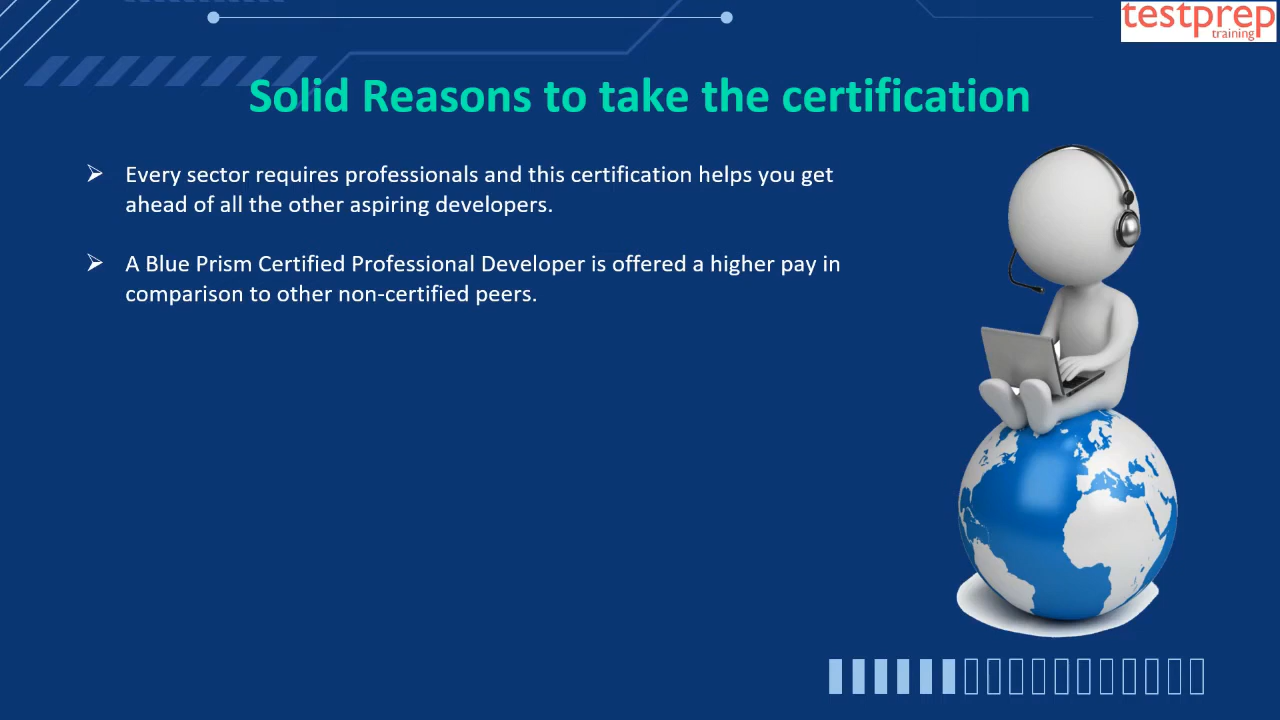 testprep
training
Solid Reasons to take the certification
Every sector requires professionals and this certification helps you get
ahead of all the other aspiring developers.
A Blue Prism Certified Professional Developer is offered a higher pay in
comparison to other non-certified peers.